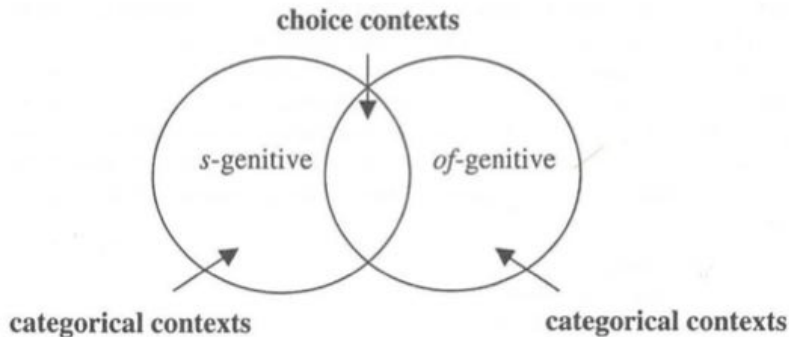 choice contexts
s-genitive of-genitive
categorical contexts categorical contexts